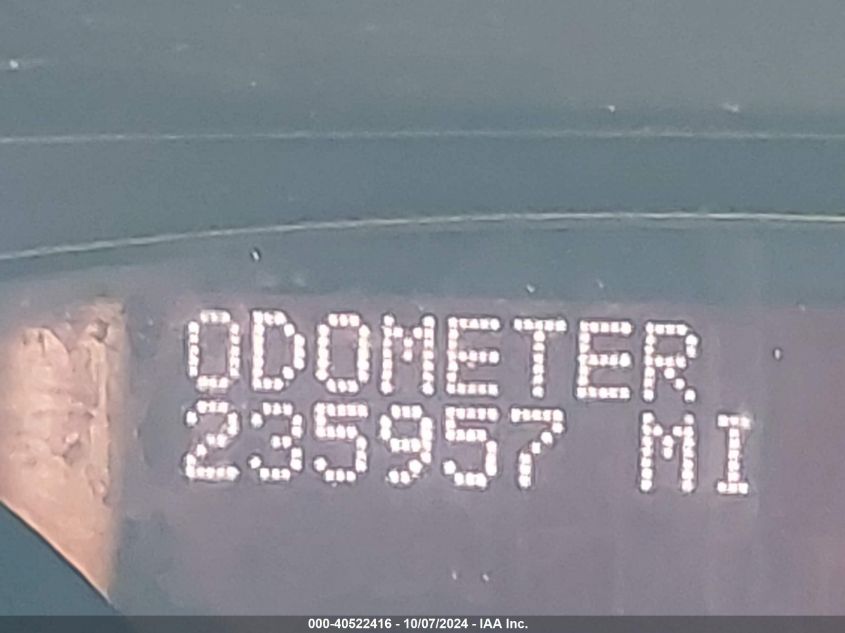 ODOMETER
235957 MI
000-40522416 - 10/07/2024 - IAA Inc.